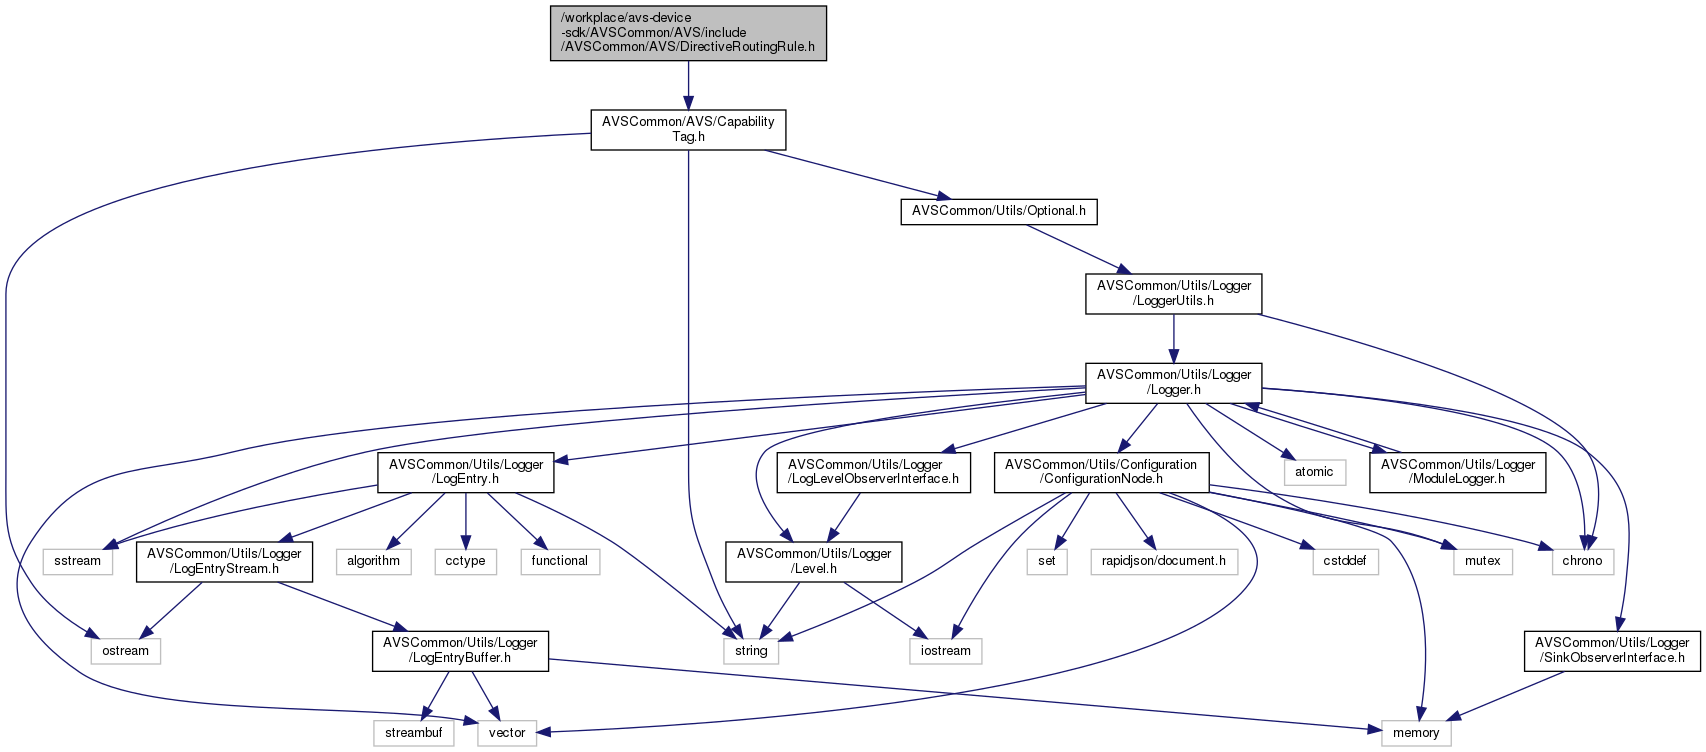 /workplace/avs-device
-sdk/AVSCommon/AVS/include
/AVSCommon/AVS/DirectiveRoutingRule.h
AVSCommon/AVS/Capability
Tag.h
AVSCommon/Utils/Optional.h
AVSCommon/Utils/Logger
/LoggerUtils.h
AVSCommon/Utils/Logger
/Logger.h
AVSCommon/Utils/Logger
/LogEntry.h
AVSCommon/Utils/Logger
/LogLevelObserverInterface.h
AVSCommon/Utils/Configuration
/ConfigurationNode.h
atomic
AVSCommon/Utils/Logger
/ModuleLogger.h
sstream
AVSCommon/Utils/Logger
/LogEntryStream.h
algorithm
cctype
functional
AVSCommon/Utils/Logger
/Level.h
set
rapidjson/document.h
cstddef
mutex
chrono
ostream
AVSCommon/Utils/Logger
/LogEntryBuffer.h
string
iostream
AVSCommon/Utils/Logger
/SinkObserverInterface.h
streambuf
vector
memory